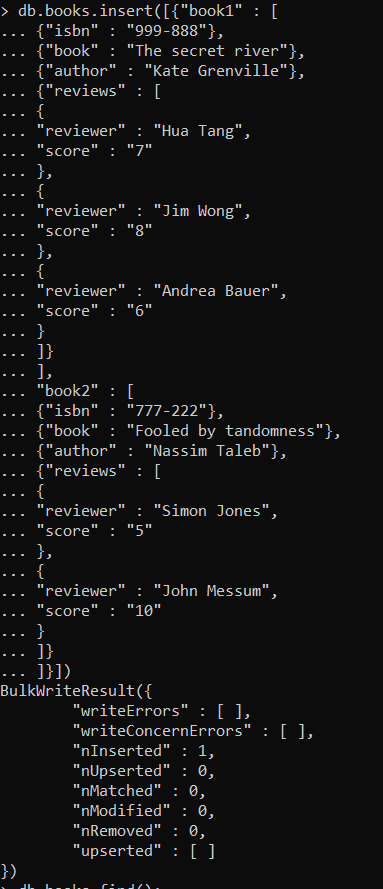 > db.books.insert([{"book1" : [
... {"isbn" : "999-888"},
... {"book" : "The secret river"},
... {"author" : "Kate Grenville"},
... {"reviews" : [
... {
... "reviewer" : "Hua Tang",
... "score" : "7"
... },
... {
... "reviewer" : "Jim Wong",
... "score" : "8"
... },
... {
... "reviewer" : "Andrea Bauer",
... "score" : "6"
... }
... ]}
... ],
... "book2" : [
... {"isbn" : "777-222"},
... {"book" : "Fooled by tandomness"},
... {"author" : "Nassim Taleb"},
... {"reviews" : [
... {
... "reviewer" : "Simon Jones",
... "score" : "5"
... },
... {
... "reviewer" : "John Messum",
... "score" : "10"
... }
... ]}
... ]}])
BulkWriteResult({
        "writeErrors" : [ ],
        "writeConcernErrors" : [ ],
        "nInserted" : 1,
        "nUpserted" : 0,
        "nMatched" : 0,
        "nModified" : 0,
        "nRemoved" : 0,
        "upserted" : [ ]
})
> db.books.find();